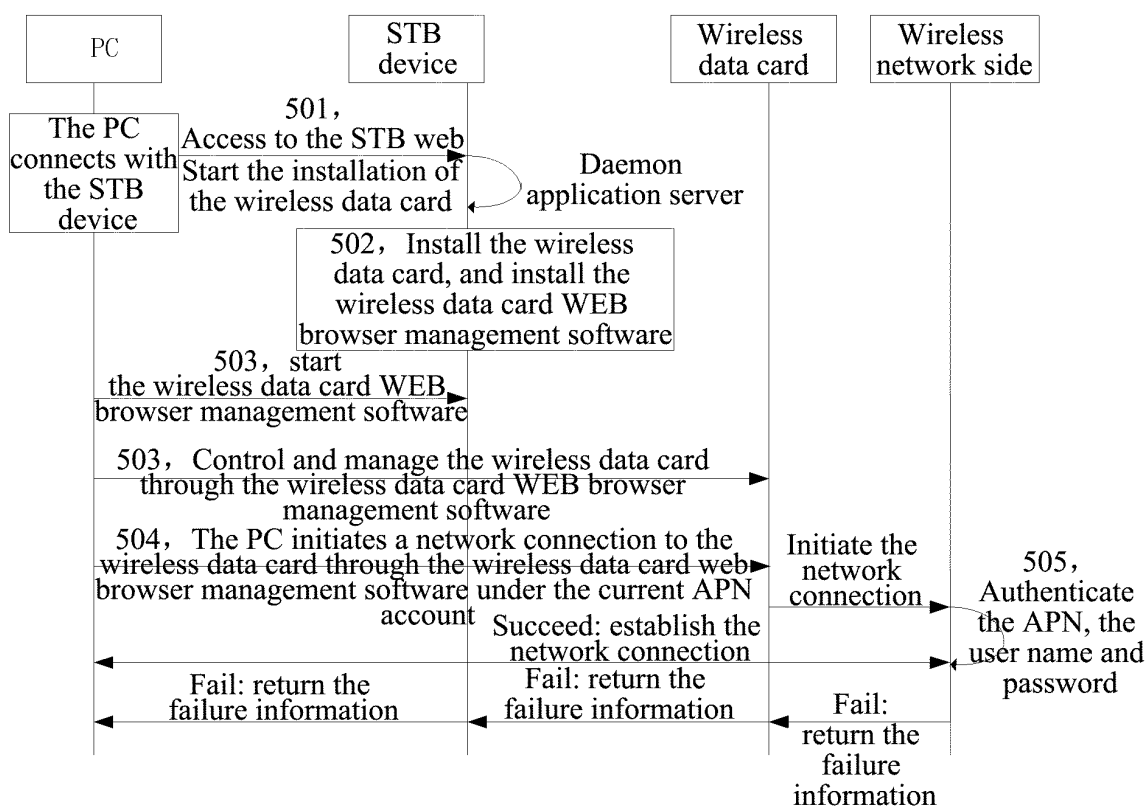 PC
STB
device
Wireless
data card
Wireless
network side
The PC
connects with
the STB
device
501，
Access to the STB web
Start the installation of
the wireless data card
Daemon
application server
502，Install the wireless
data card, and install the
wireless data card WEB
browser management software
503，start
the wireless data card WEB
browser management software
503，Control and manage the wireless data card
through the wireless data card WEB browser
management software
504，The PC initiates a network connection to the
wireless data card through the wireless data card web
browser management software under the current APN
account
Initiate the
network
connection
505，
Authenticate
the APN, the
user name and
password
Succeed: establish the
network connection
Fail: return the
failure information
Fail: return the
failure information
Fail:
return the
failure
information